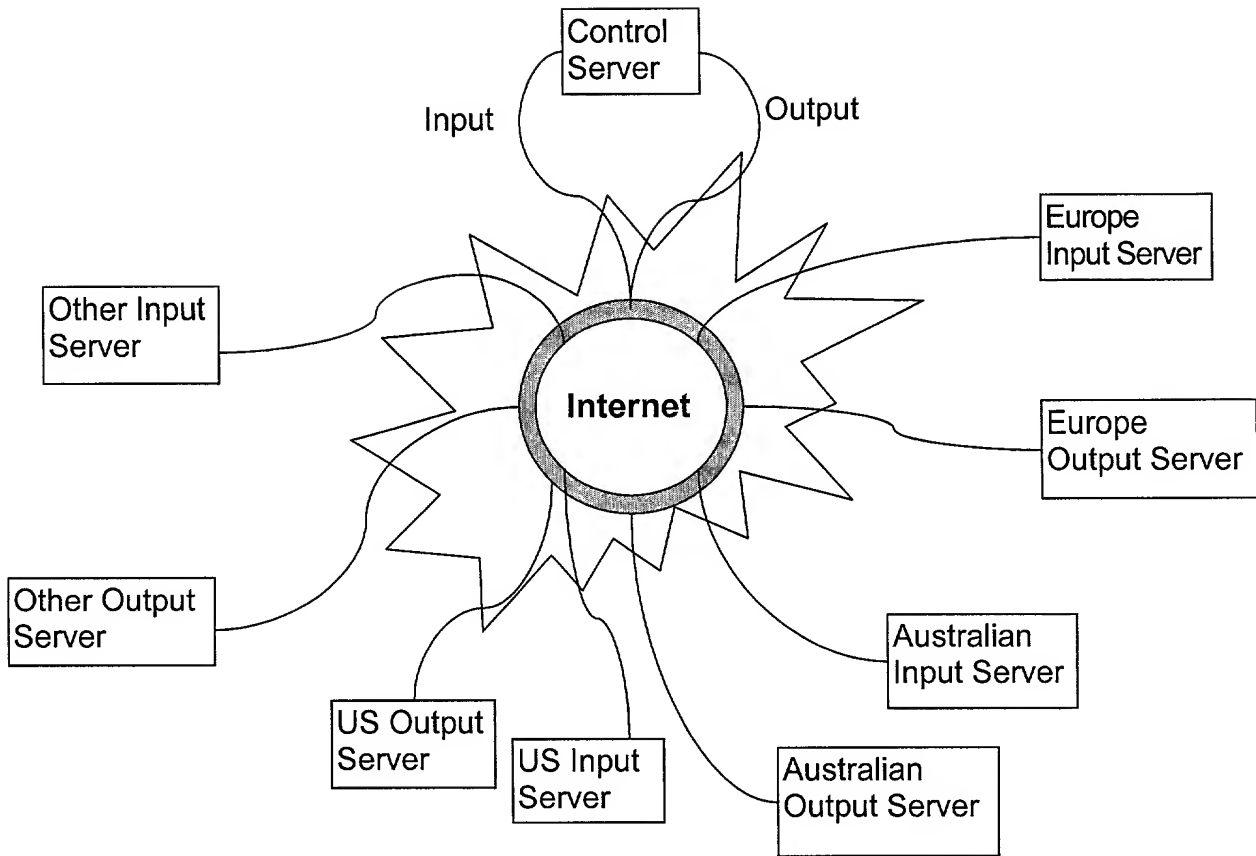 Control
Server
Input
Output
Europe
Input Server
Other Input
Server
Internet
Europe
Output Server
Other Output
Server
Australian
Input Server
US Output
Server
US Input
Server
Australian
Output Server